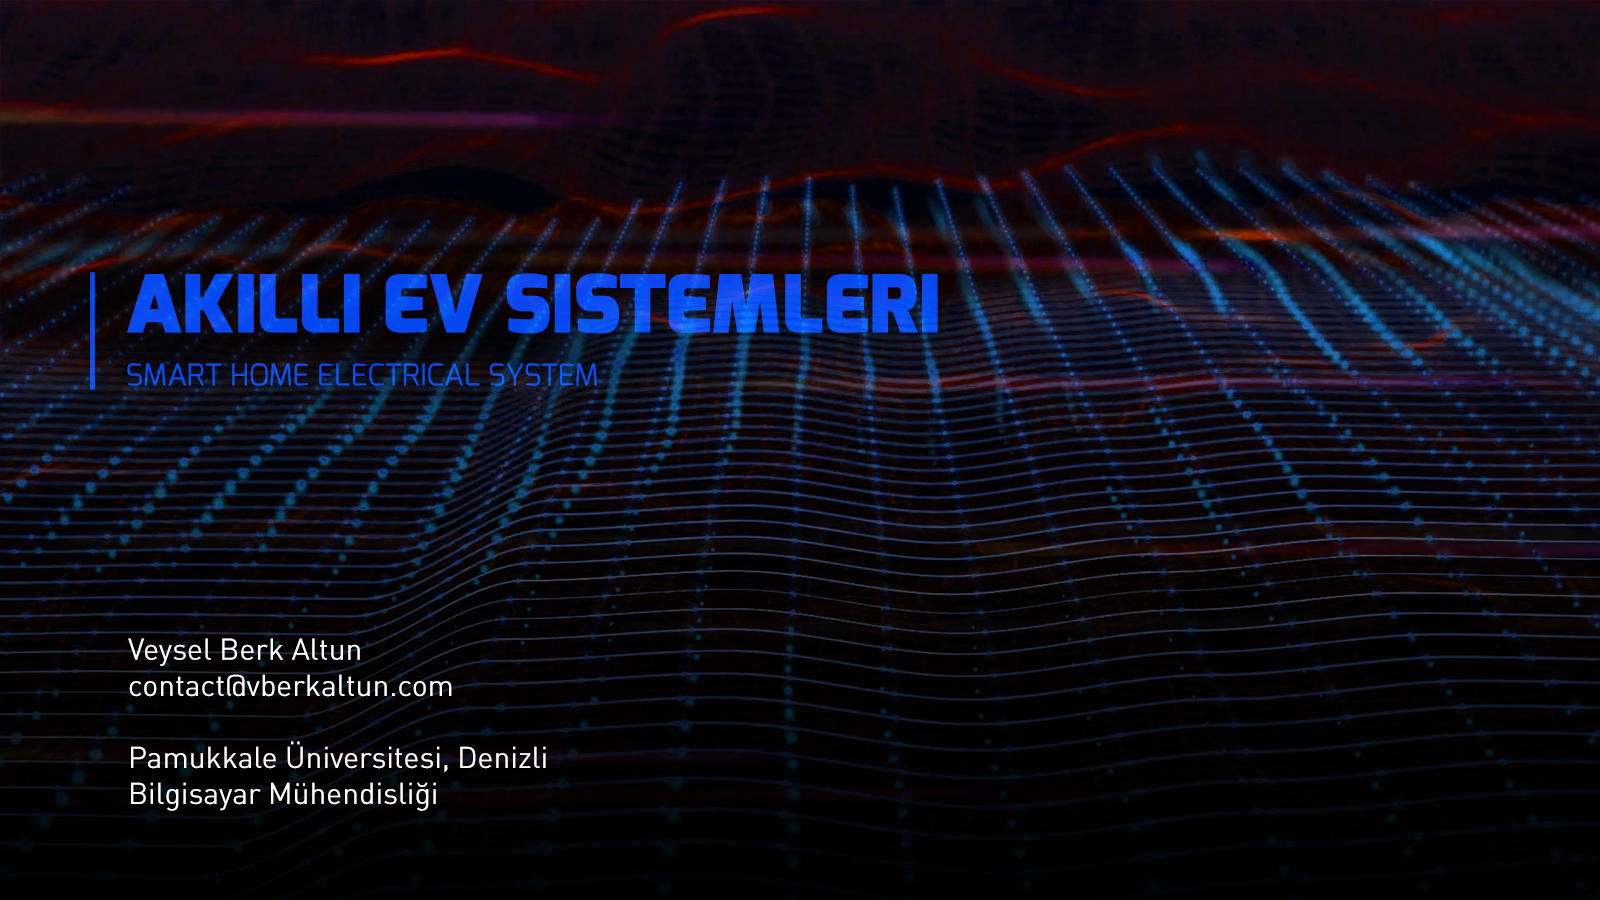 AKILLI EV SISTEMLERI
SMART HOME ELECTRICAL SYSTEM
Veysel Berk Altun
contact@vberkaltun.com
Pamukkale Üniversitesi, Denizli
Bilgisayar Mühendisliği